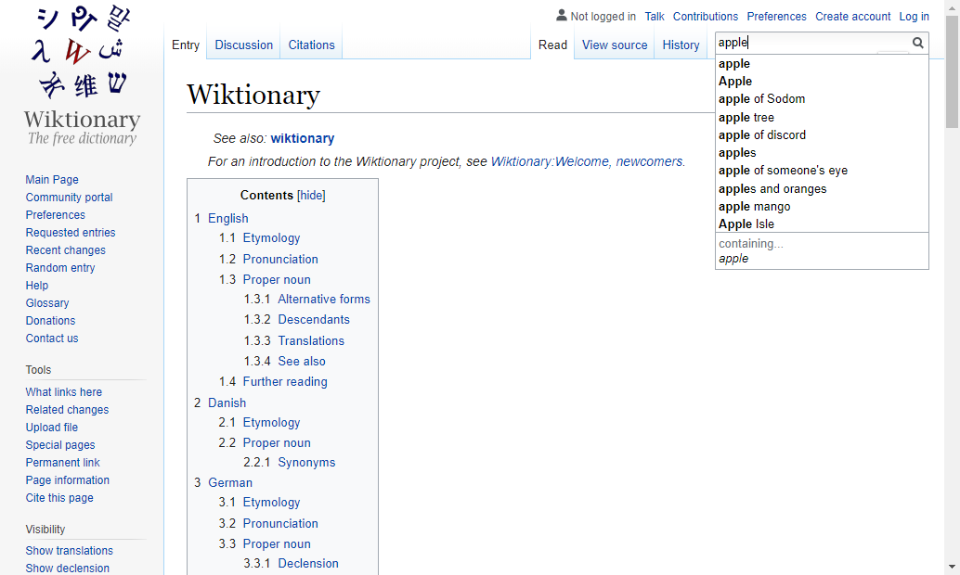 シ
Wiktionary
The free dictionary
Main Page
Community portal
Preferences
Requested entries
Recent changes
Random entry
Help
Glossary
Donations
Contact us
Tools
What links here
Related changes
Upload file
Special pages
Permanent link
Page information
Cite this page
Visibility
Show translations
Show declension
Not logged in Talk Contributions Preferences Create account Log in
Entry Discussion Citations Read View source History
apple
apple
Apple
apple of Sodom
apple tree
apple of discord
apples
apple of someone's eye
apples and oranges
apple mango
Apple Isle
containing...
apple
Wiktionary
See also: wiktionary
For an introduction to the Wiktionary project, see Wiktionary:Welcome, newcomers.
Contents [hide]
1 English
1.1 Etymology
1.2 Pronunciation
1.3 Proper noun
1.3.1 Alternative forms
1.3.2 Descendants
1.3.3 Translations
1.3.4 See also
1.4 Further reading
2 Danish
2.1 Etymology
2.2 Proper noun
2.2.1 Synonyms
3 German
3.1 Etymology
3.2 Pronunciation
3.3 Proper noun
3.3.1 Declension